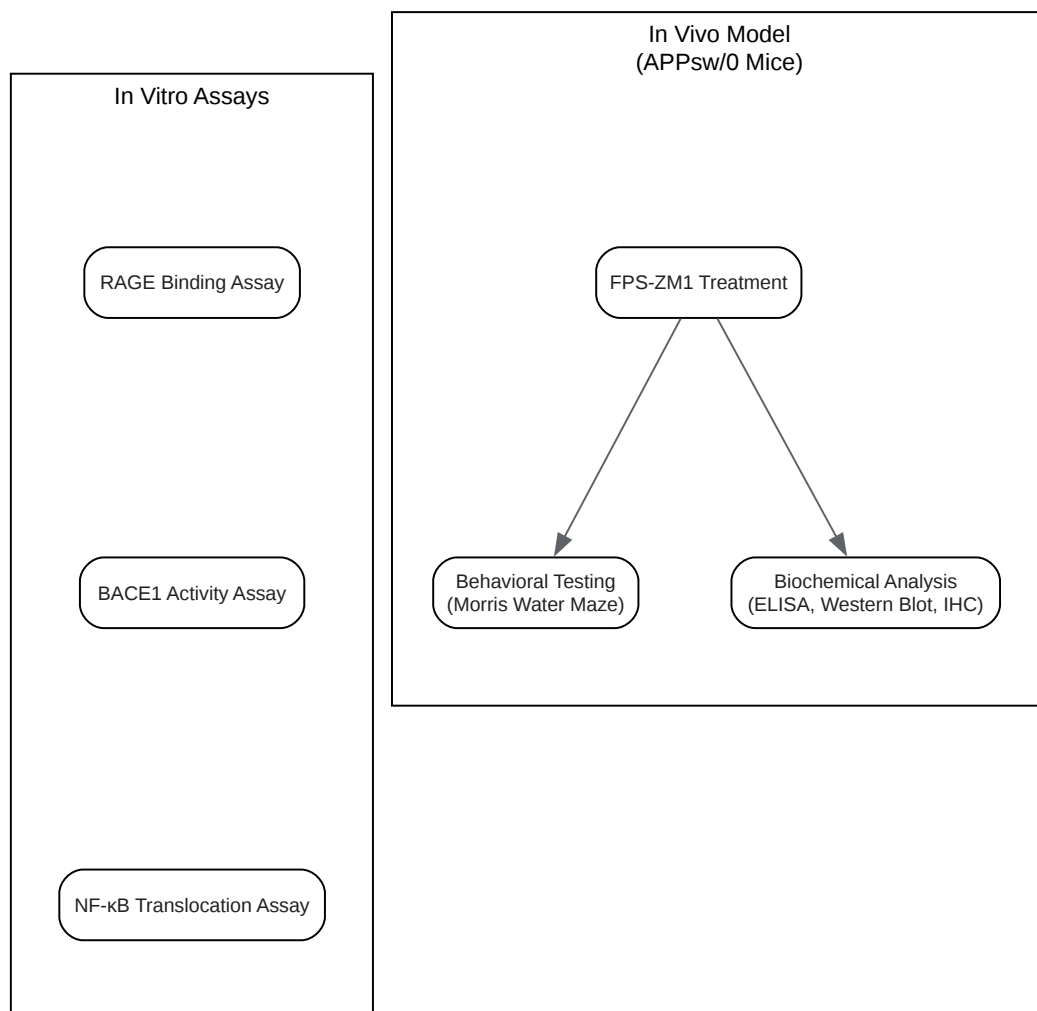 In Vitro Assays
RAGE Binding Assay
BACE1 Activity Assay
NF-κB Translocation Assay
In Vivo Model
(APPsw/0 Mice)
FPS-ZM1 Treatment
Behavioral Testing
(Morris Water Maze)
Biochemical Analysis
(ELISA, Western Blot, IHC)